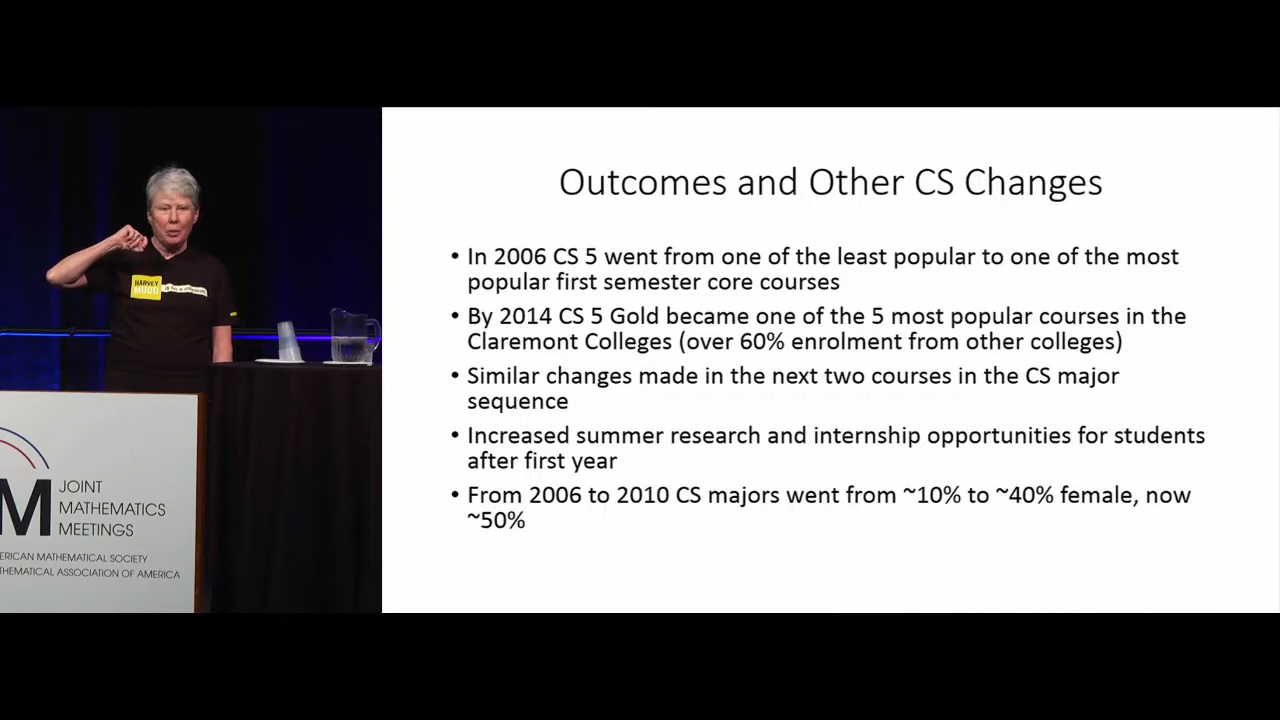 Outcomes and Other CS Changes
• In 2006 CS 5 went from one of the least popular to one of the most
popular first semester core courses
• By 2014 CS 5 Gold became one of the 5 most popular courses in the
Claremont Colleges (over 60% enrolment from other colleges)
• Similar changes made in the next two courses in the CS major
sequence
• Increased summer research and internship opportunities for students
after first year
• From 2006 to 2010 CS majors went from ~10% to ~40% female, now
~50%
HARVEY
MUDD
M
JOINT
MATHEMATICS
MEETINGS
ERICAN MATHEMATICAL SOCIETY
THEMATICAL ASSOCIATION OF AMERICA